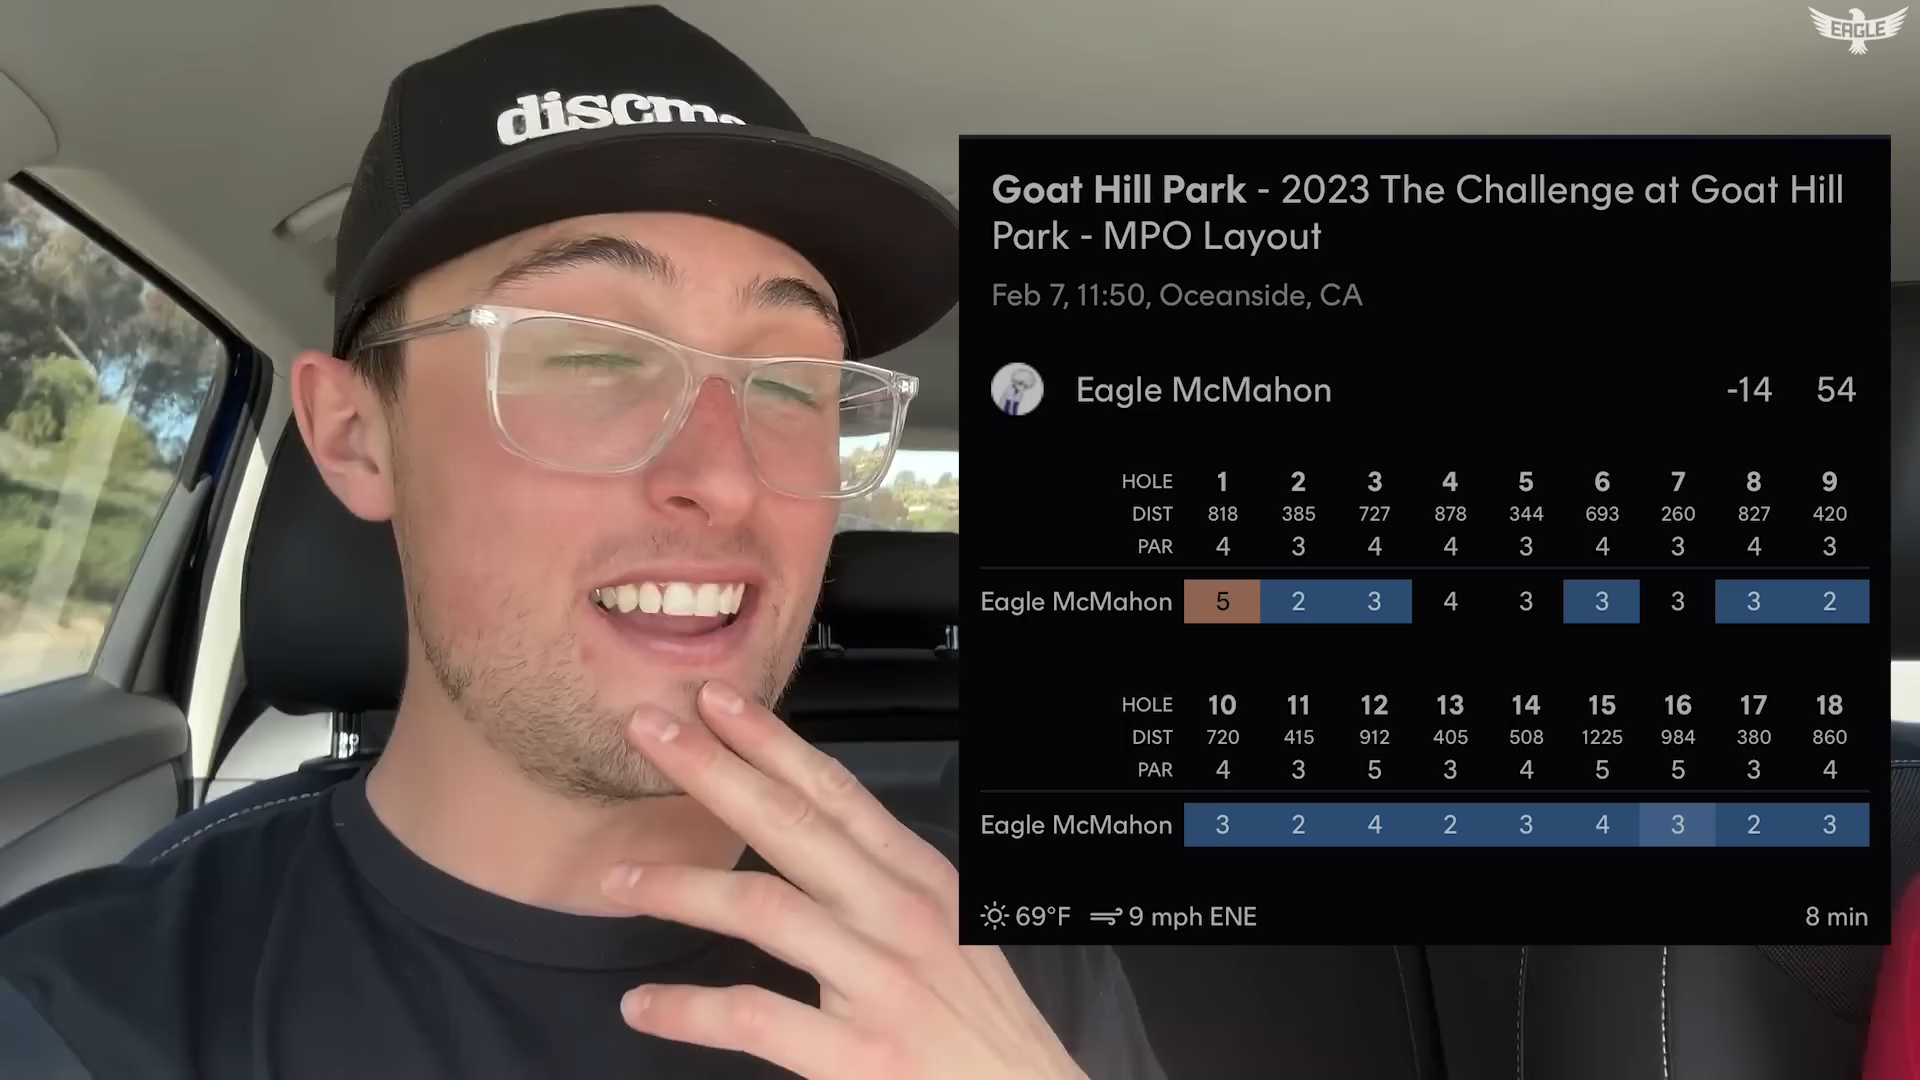 EAGLE
discm
Goat Hill Park - 2023 The Challenge at Goat Hill
Park - MPO Layout
Feb 7, 11:50, Oceanside, CA
Eagle McMahon -14 54
HOLE 1 2 3 4 5 6 7 8 9
DIST 818 385 727 878 344 693 260 827 420
PAR 4 3 4 4 3 4 3 4 3
Eagle McMahon 5 2 3 4 3 3 3 3 2
HOLE 10 11 12 13 14 15 16 17 18
DIST 720 415 912 405 508 1225 984 380 860
PAR 4 3 5 3 4 5 5 3 4
Eagle McMahon 3 2 4 2 3 4 3 2 3
69°F 9 mph ENE 8 min